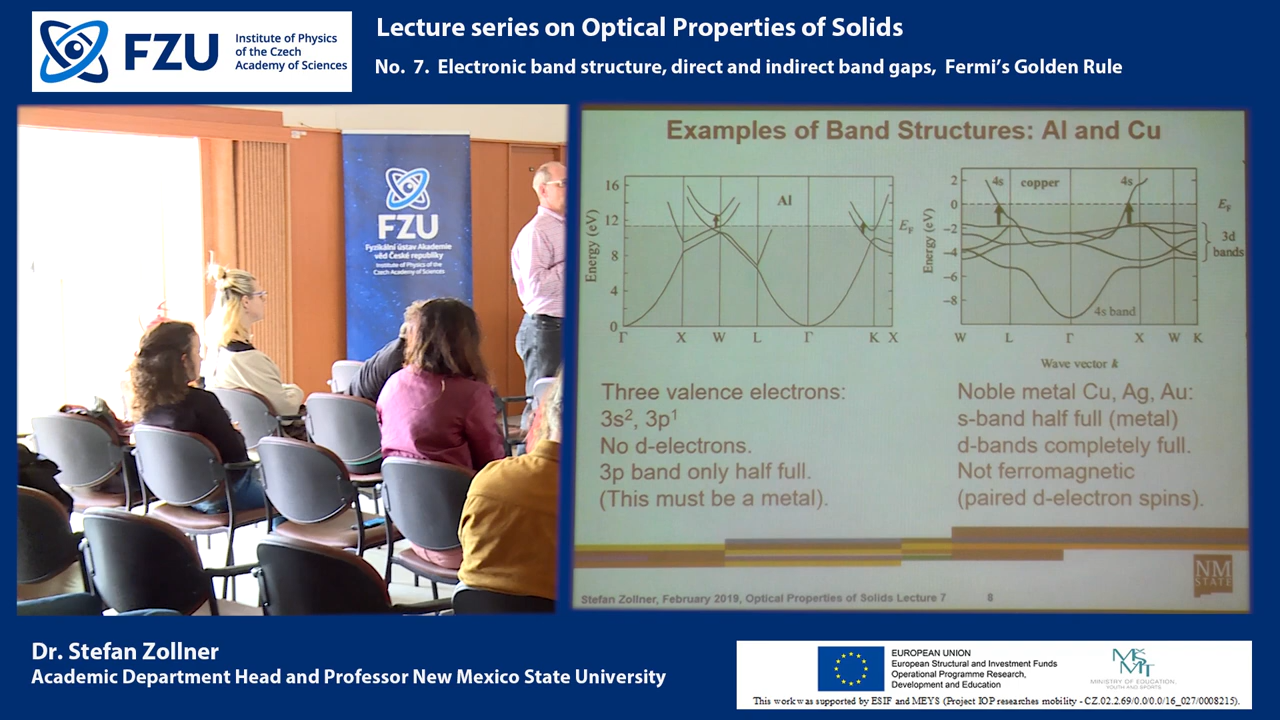 FZU
Institute of Physics
of the Czech
Academy of Sciences
Lecture series on Optical Properties of Solids
No. 7. Electronic band structure, direct and indirect band gaps, Fermi's Golden Rule
FZU
Fyzikální ústav Akademie
věd České republiky
Institute of Physics of the
Czech Academy of Sciences
Examples of Band Structures: Al and Cu
Energy (eV)
16
12
8
4
0
Al
E_F
Γ X W L Γ K X
Energy (eV)
2
0
−2
−4
−6
−8
4s copper 4s
E_F
3d
bands
4s band
W L Γ X W K
Wave vector k
Three valence electrons:
3s², 3p¹
No d-electrons.
3p band only half full.
(This must be a metal).
Noble metal Cu, Ag, Au:
s-band half full (metal)
d-bands completely full.
Not ferromagnetic
(paired d-electron spins).
NM
STATE
Stefan Zollner, February 2019, Optical Properties of Solids Lecture 7 8
Dr. Stefan Zollner
Academic Department Head and Professor New Mexico State University
EUROPEAN UNION
European Structural and Investment Funds
Operational Programme Research,
Development and Education
MINISTRY OF EDUCATION,
YOUTH AND SPORTS
This work was supported by ESIF and MEYS (Project IOP researches mobility - CZ.02.2.69/0.0/0.0/16_027/0008215).